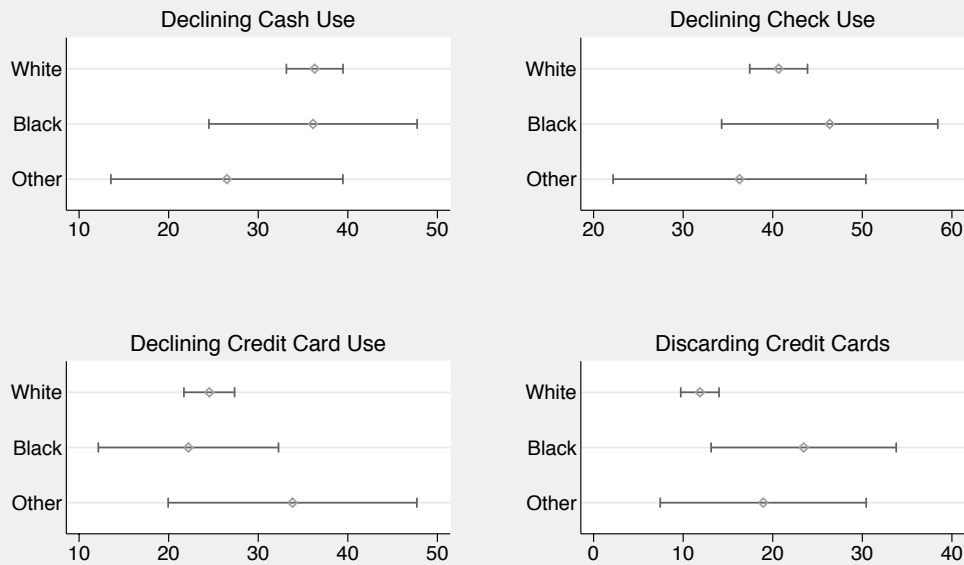 Declining Cash Use
White
Black
Other
10 20 30 40 50
Declining Check Use
White
Black
Other
20 30 40 50 60
Declining Credit Card Use
White
Black
Other
10 20 30 40 50
Discarding Credit Cards
White
Black
Other
0 10 20 30 40